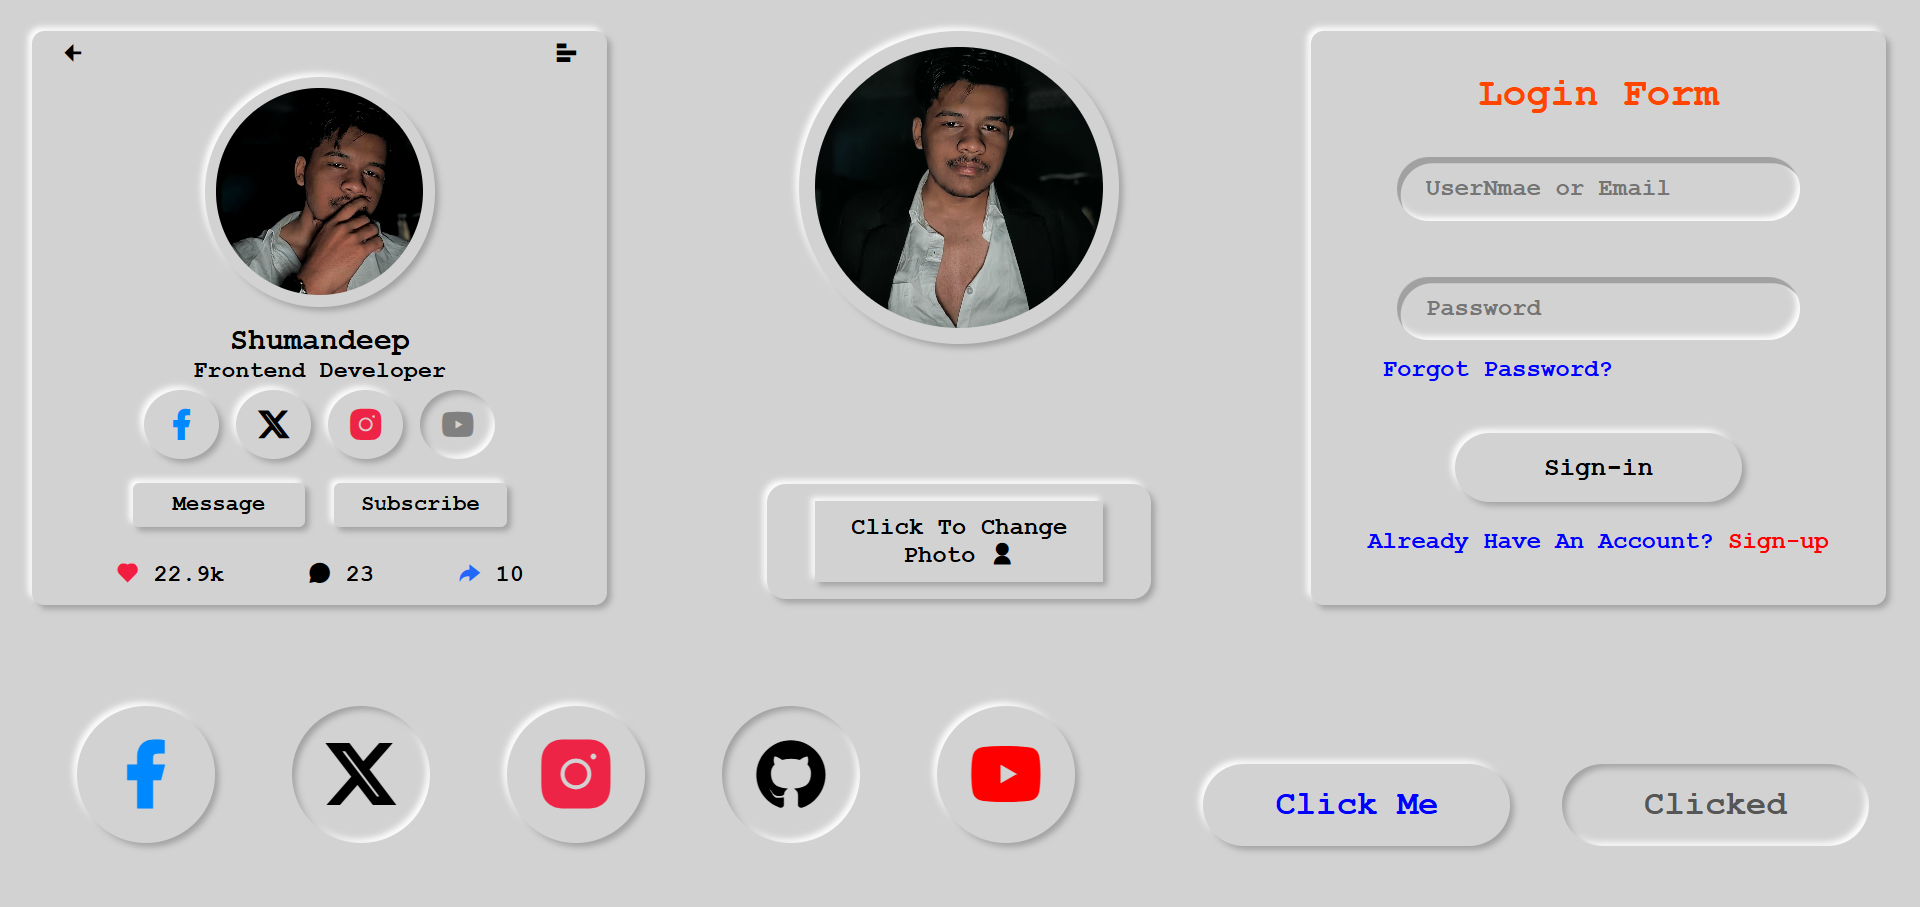 Shumandeep
Frontend Developer
Message
Subscribe
22.9k
23
10
Click To Change
Photo
Login Form
UserNmae or Email
Password
Forgot Password?
Sign-in
Already Have An Account? Sign-up
Click Me
Clicked